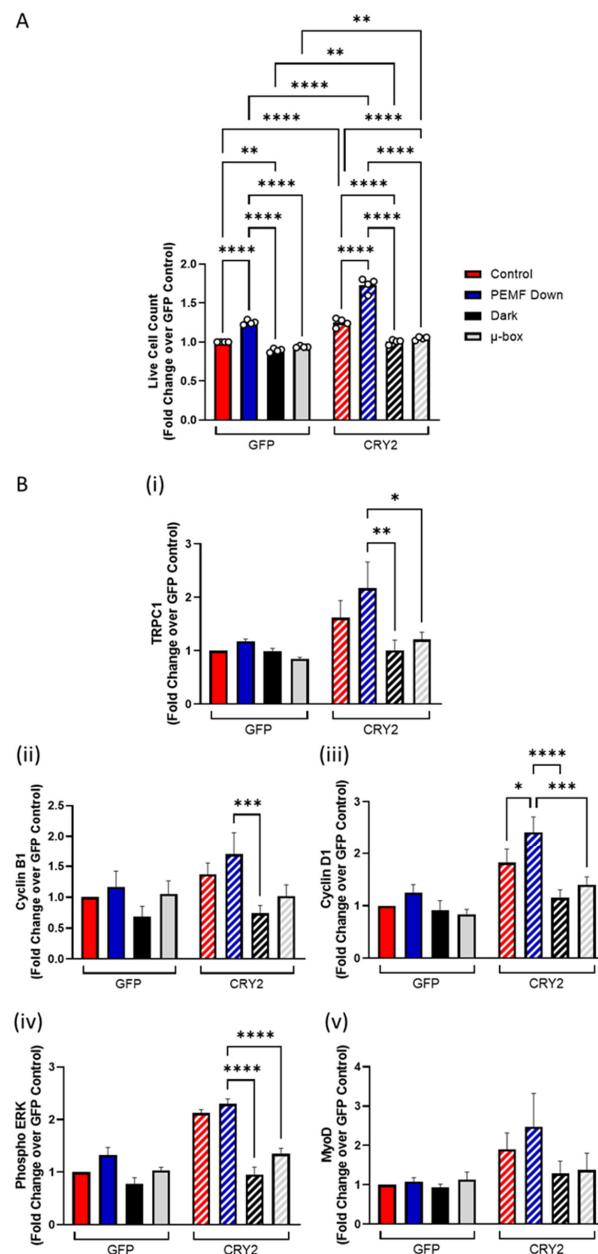 A
**
**
****
**** ****
** ****
**** ****
**** ****
**** ****
Live Cell Count
(Fold Change over GFP Control)
2.0
1.5
1.0
0.5
0.0
GFP CRY2
Control
PEMF Down
Dark
µ-box
B
(i)
*
**
TRPC1
(Fold Change over GFP Control)
3
2
1
0
GFP CRY2
(ii)
***
Cyclin B1
(Fold Change over GFP Control)
2.5
2.0
1.5
1.0
0.5
0.0
GFP CRY2
(iii)
****
* ***
Cyclin D1
(Fold Change over GFP Control)
3
2
1
0
GFP CRY2
(iv)
****
****
Phospho ERK
(Fold Change over GFP Control)
3
2
1
0
GFP CRY2
(v)
MyoD
(Fold Change over GFP Control)
4
3
2
1
0
GFP CRY2